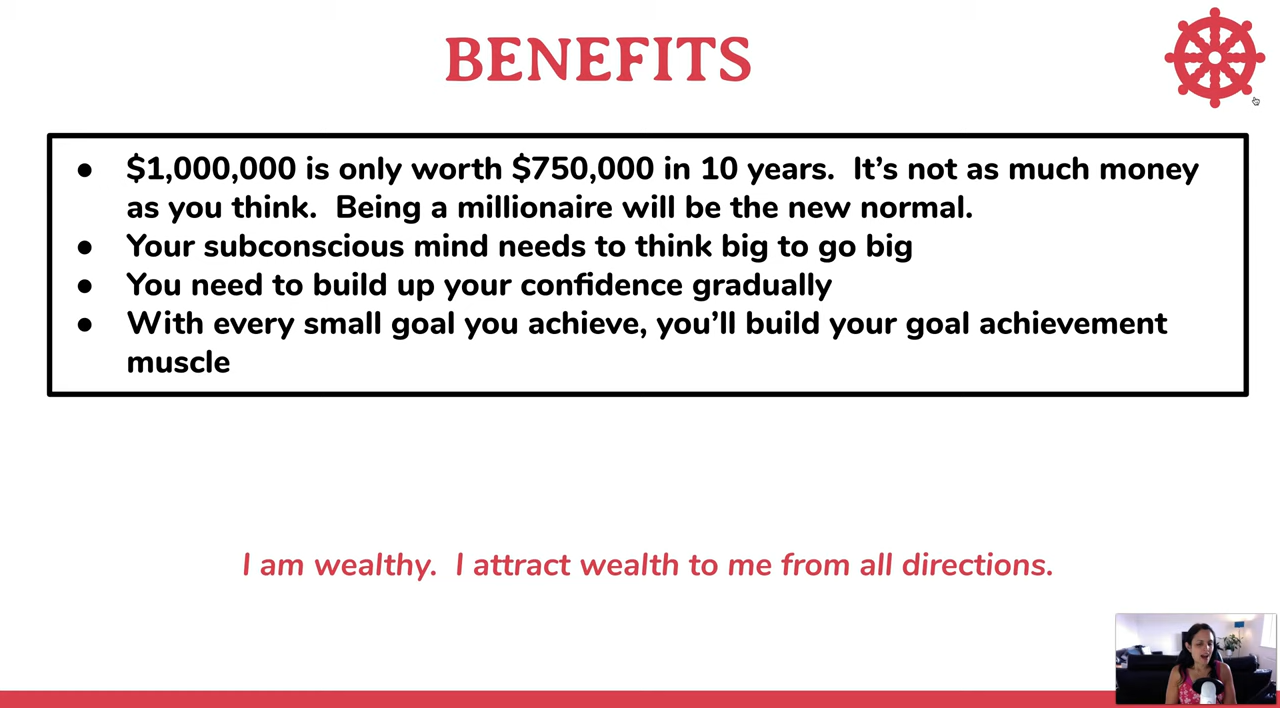 BENEFITS
● $1,000,000 is only worth $750,000 in 10 years.  It’s not as much money
as you think.  Being a millionaire will be the new normal.
● Your subconscious mind needs to think big to go big
● You need to build up your confidence gradually
● With every small goal you achieve, you’ll build your goal achievement
muscle
I am wealthy.  I attract wealth to me from all directions.